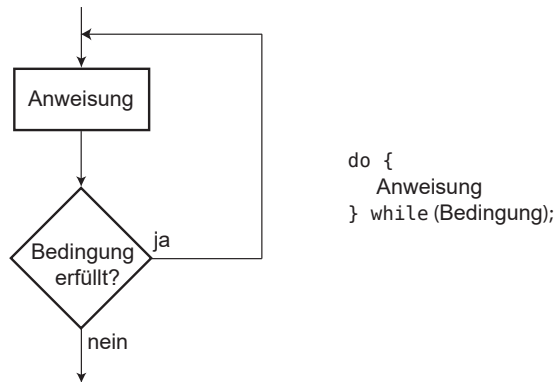 Anweisung
Bedingung
erfüllt?
ja
nein
do {
Anweisung
} while (Bedingung);